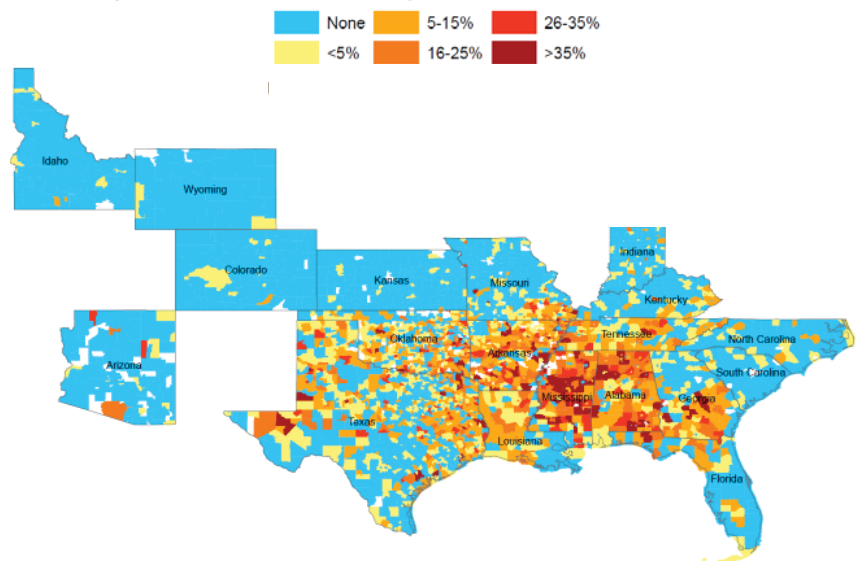 None 5-15% 26-35%
<5% 16-25% >35%
Idaho
Wyoming
Colorado
Kansas
Missouri
Indiana
Kentucky
Arizona
Oklahoma
Arkansas
Tennessee
North Carolina
South Carolina
Texas
Louisiana
Mississippi
Alabama
Georgia
Florida